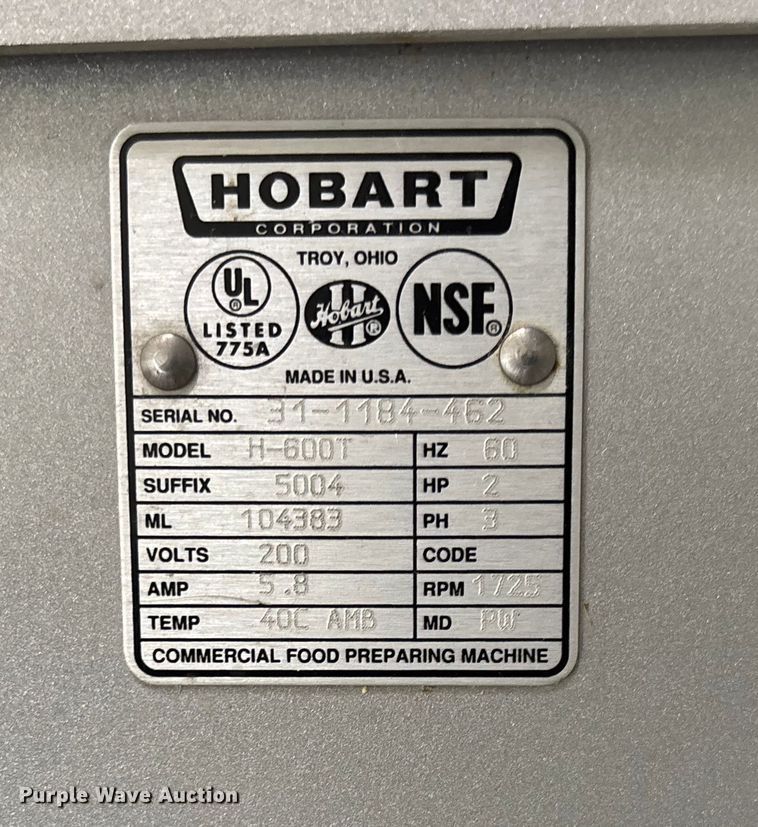 HOBART
CORPORATION
TROY, OHIO
UL ®
LISTED
775A
H
Hobart ®
NSF®
MADE IN U.S.A.
SERIAL NO. 31-1184-462
MODEL H-600T HZ 60
SUFFIX 5004 HP 2
ML 104383 PH 3
VOLTS 200 CODE
AMP 5.8 RPM 1725
TEMP 40C AMB MD PW
COMMERCIAL FOOD PREPARING MACHINE
Purple Wave Auction